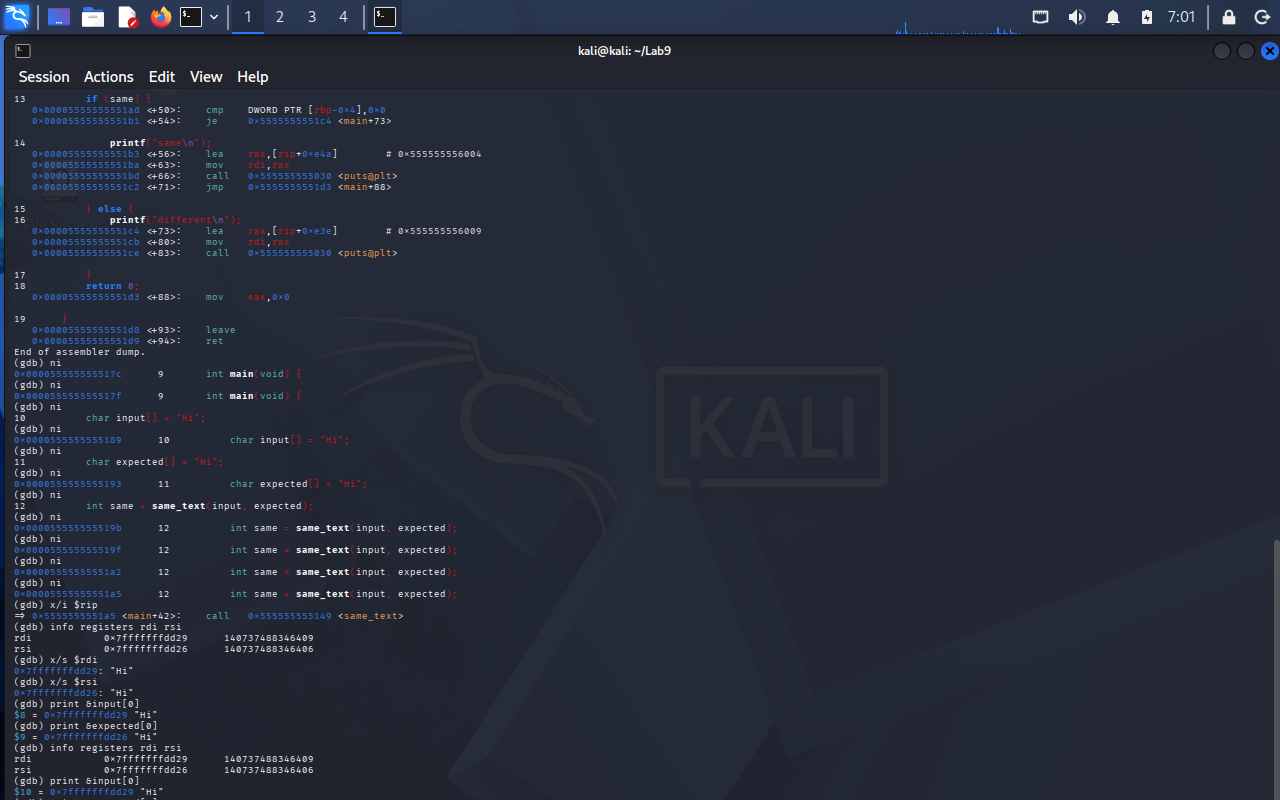 1 2 3 4 7:01
kali@kali: ~/Lab9
Session Actions Edit View Help
13 if (same) {
0x00005555555551ad <+50>: cmp DWORD PTR [rbp-0x4],0x0
0x00005555555551b1 <+54>: je 0x5555555551c4 <main+73>
14 printf("same\n");
0x00005555555551b3 <+56>: lea rax,[rip+0xe4a] # 0x555555556004
0x00005555555551ba <+63>: mov rdi,rax
0x00005555555551bd <+66>: call 0x555555555030 <puts@plt>
0x00005555555551c2 <+71>: jmp 0x5555555551d3 <main+88>
15 } else {
16 printf("different\n");
0x00005555555551c4 <+73>: lea rax,[rip+0xe3e] # 0x555555556009
0x00005555555551cb <+80>: mov rdi,rax
0x00005555555551ce <+83>: call 0x555555555030 <puts@plt>
17 }
18 return 0;
0x00005555555551d3 <+88>: mov eax,0x0
19 }
0x00005555555551d8 <+93>: leave
0x00005555555551d9 <+94>: ret
End of assembler dump.
(gdb) ni
0x000055555555517c 9 int main(void) {
(gdb) ni
0x000055555555517f 9 int main(void) {
(gdb) ni
10 char input[] = "Hi";
(gdb) ni
0x0000555555555189 10 char input[] = "Hi";
(gdb) ni
11 char expected[] = "Hi";
(gdb) ni
0x0000555555555193 11 char expected[] = "Hi";
(gdb) ni
12 int same = same_text(input, expected);
(gdb) ni
0x000055555555519b 12 int same = same_text(input, expected);
(gdb) ni
0x000055555555519f 12 int same = same_text(input, expected);
(gdb) ni
0x00005555555551a2 12 int same = same_text(input, expected);
(gdb) ni
0x00005555555551a5 12 int same = same_text(input, expected);
(gdb) x/i $rip
=> 0x5555555551a5 <main+42>: call 0x555555555149 <same_text>
(gdb) info registers rdi rsi
rdi 0x7fffffffdd29 140737488346409
rsi 0x7fffffffdd26 140737488346406
(gdb) x/s $rdi
0x7fffffffdd29: "Hi"
(gdb) x/s $rsi
0x7fffffffdd26: "Hi"
(gdb) print &input[0]
$8 = 0x7fffffffdd29 "Hi"
(gdb) print &expected[0]
$9 = 0x7fffffffdd26 "Hi"
(gdb) info registers rdi rsi
rdi 0x7fffffffdd29 140737488346409
rsi 0x7fffffffdd26 140737488346406
(gdb) print &input[0]
$10 = 0x7fffffffdd29 "Hi"
KALI